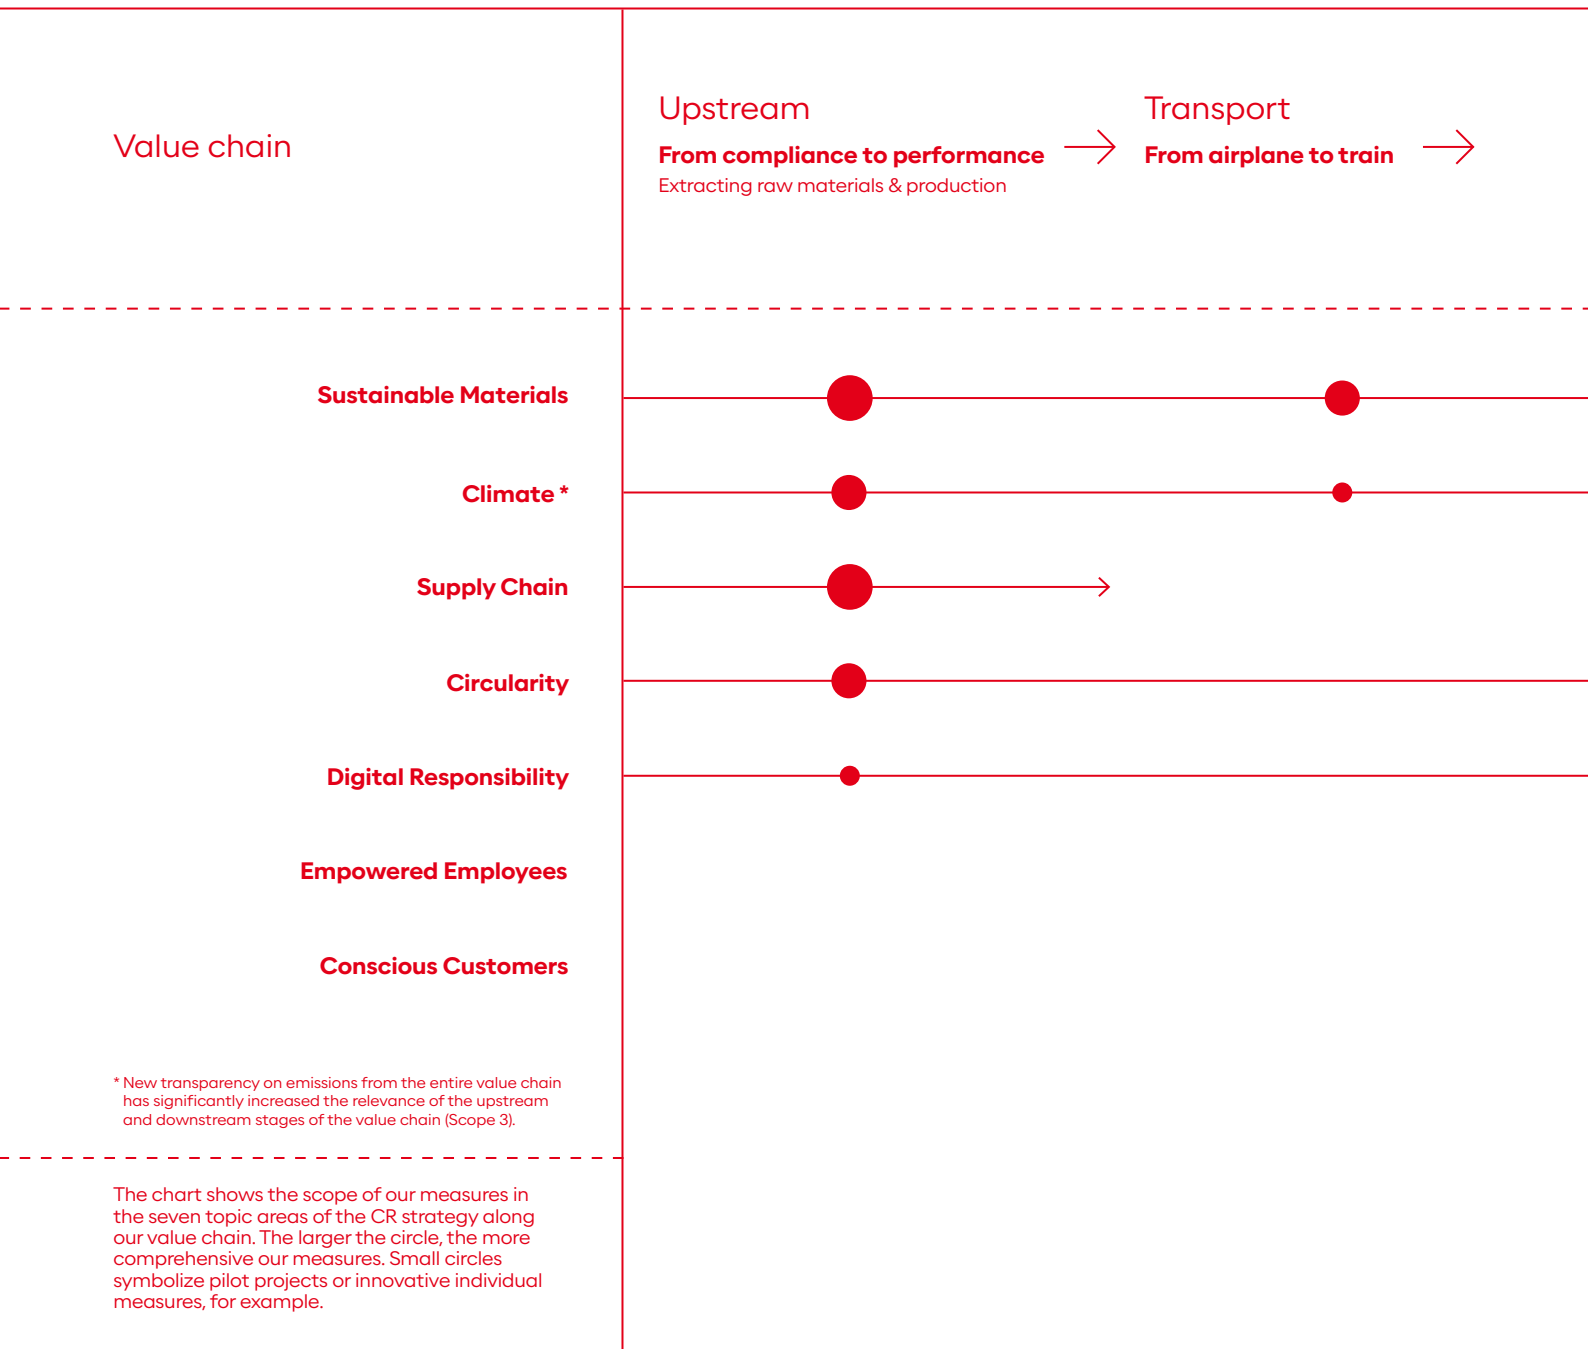 Value chain
Upstream
From compliance to performance
Extracting raw materials & production
Transport
From airplane to train
Sustainable Materials
Climate *
Supply Chain
Circularity
Digital Responsibility
Empowered Employees
Conscious Customers
* New transparency on emissions from the entire value chain
has significantly increased the relevance of the upstream
and downstream stages of the value chain (Scope 3).
The chart shows the scope of our measures in
the seven topic areas of the CR strategy along
our value chain. The larger the circle, the more
comprehensive our measures. Small circles
symbolize pilot projects or innovative individual
measures, for example.